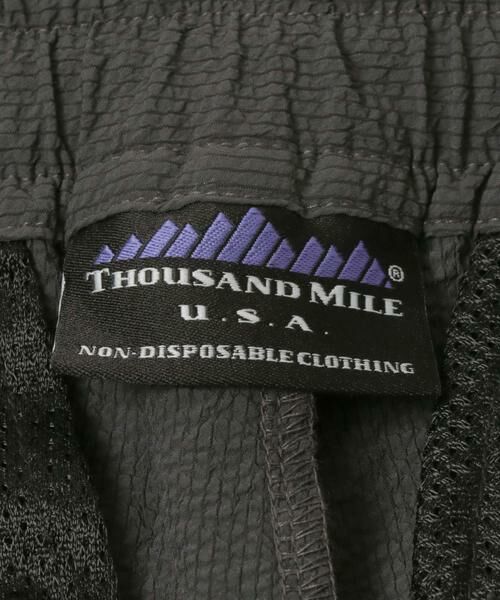 THOUSAND MILE®
U.S.A.
NON-DISPOSABLE CLOTHING